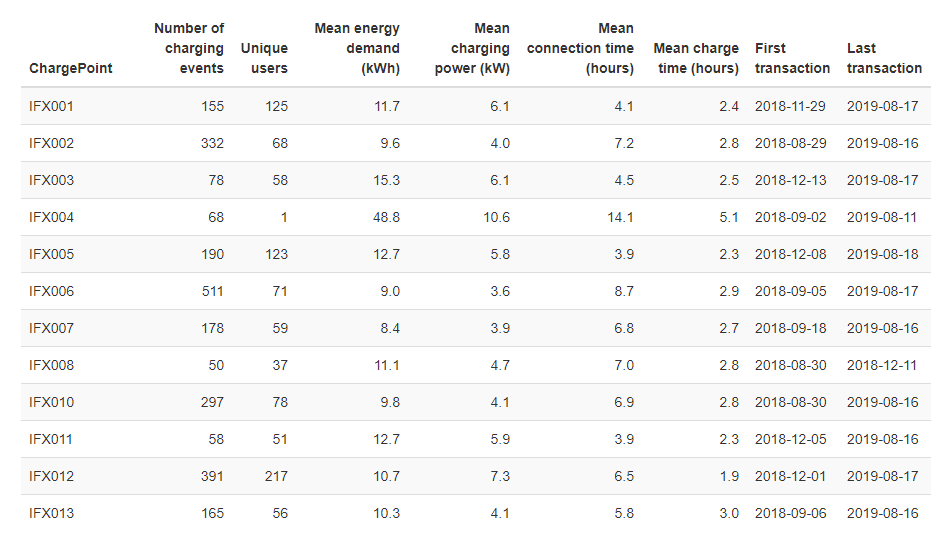 Number of Mean energy Mean Mean
charging Unique demand charging connection time Mean charge First Last
ChargePoint events users (kWh) power (kW) (hours) time (hours) transaction transaction
IFX001 155 125 11.7 6.1 4.1 2.4 2018-11-29 2019-08-17
IFX002 332 68 9.6 4.0 7.2 2.8 2018-08-29 2019-08-16
IFX003 78 58 15.3 6.1 4.5 2.5 2018-12-13 2019-08-17
IFX004 68 1 48.8 10.6 14.1 5.1 2018-09-02 2019-08-11
IFX005 190 123 12.7 5.8 3.9 2.3 2018-12-08 2019-08-18
IFX006 511 71 9.0 3.6 8.7 2.9 2018-09-05 2019-08-17
IFX007 178 59 8.4 3.9 6.8 2.7 2018-09-18 2019-08-16
IFX008 50 37 11.1 4.7 7.0 2.8 2018-08-30 2018-12-11
IFX010 297 78 9.8 4.1 6.9 2.8 2018-08-30 2019-08-16
IFX011 58 51 12.7 5.9 3.9 2.3 2018-12-05 2019-08-16
IFX012 391 217 10.7 7.3 6.5 1.9 2018-12-01 2019-08-17
IFX013 165 56 10.3 4.1 5.8 3.0 2018-09-06 2019-08-16